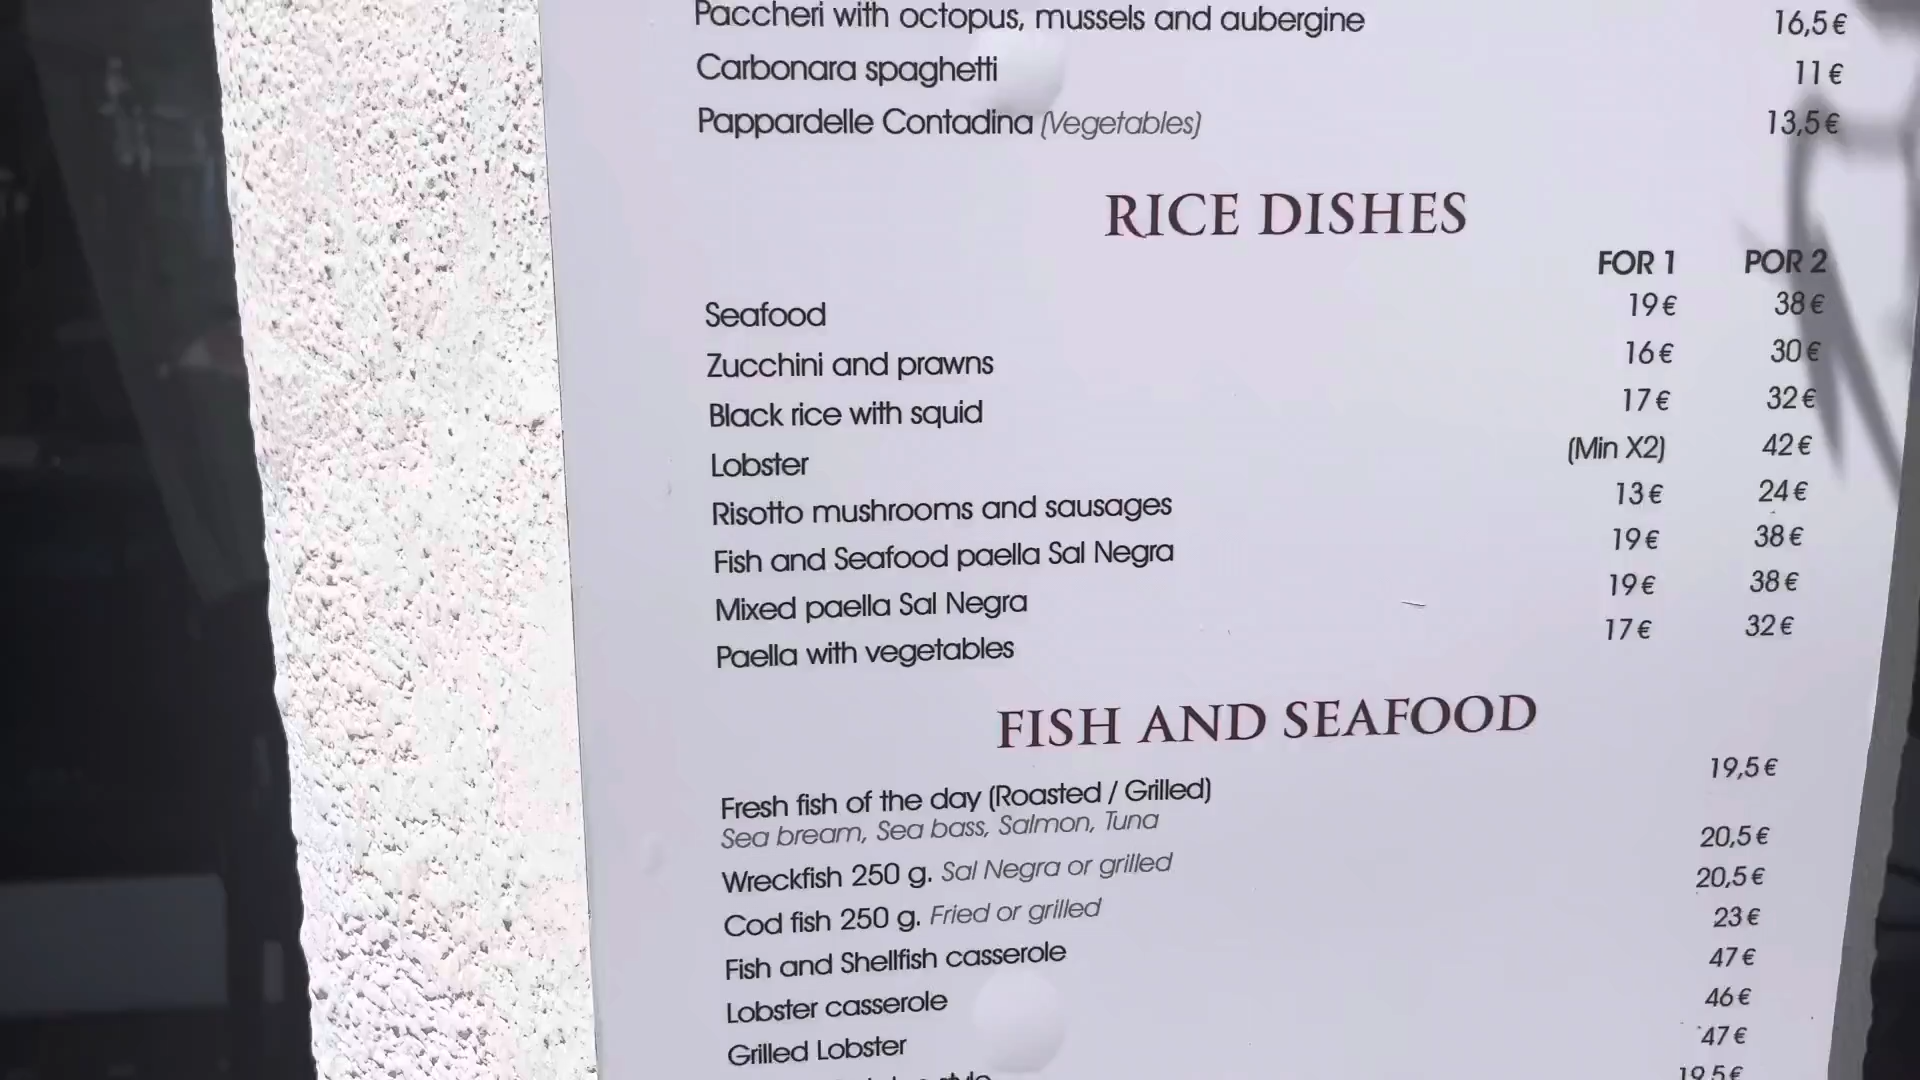 Paccheri with octopus, mussels and aubergine 16,5 €
Carbonara spaghetti 11 €
Pappardelle Contadina (Vegetables) 13,5 €
RICE DISHES
FOR 1 POR 2
Seafood 19 € 38 €
Zucchini and prawns 16 € 30 €
Black rice with squid 17 € 32 €
Lobster (Min X2) 42 €
Risotto mushrooms and sausages 13 € 24 €
Fish and Seafood paella Sal Negra 19 € 38 €
Mixed paella Sal Negra 19 € 38 €
Paella with vegetables 17 € 32 €
FISH AND SEAFOOD
Fresh fish of the day (Roasted / Grilled) 19,5 €
Sea bream, Sea bass, Salmon, Tuna
Wreckfish 250 g. Sal Negra or grilled 20,5 €
Cod fish 250 g. Fried or grilled 20,5 €
Fish and Shellfish casserole 23 €
Lobster casserole 47 €
Grilled Lobster 46 €
style 47 €
19,5 €